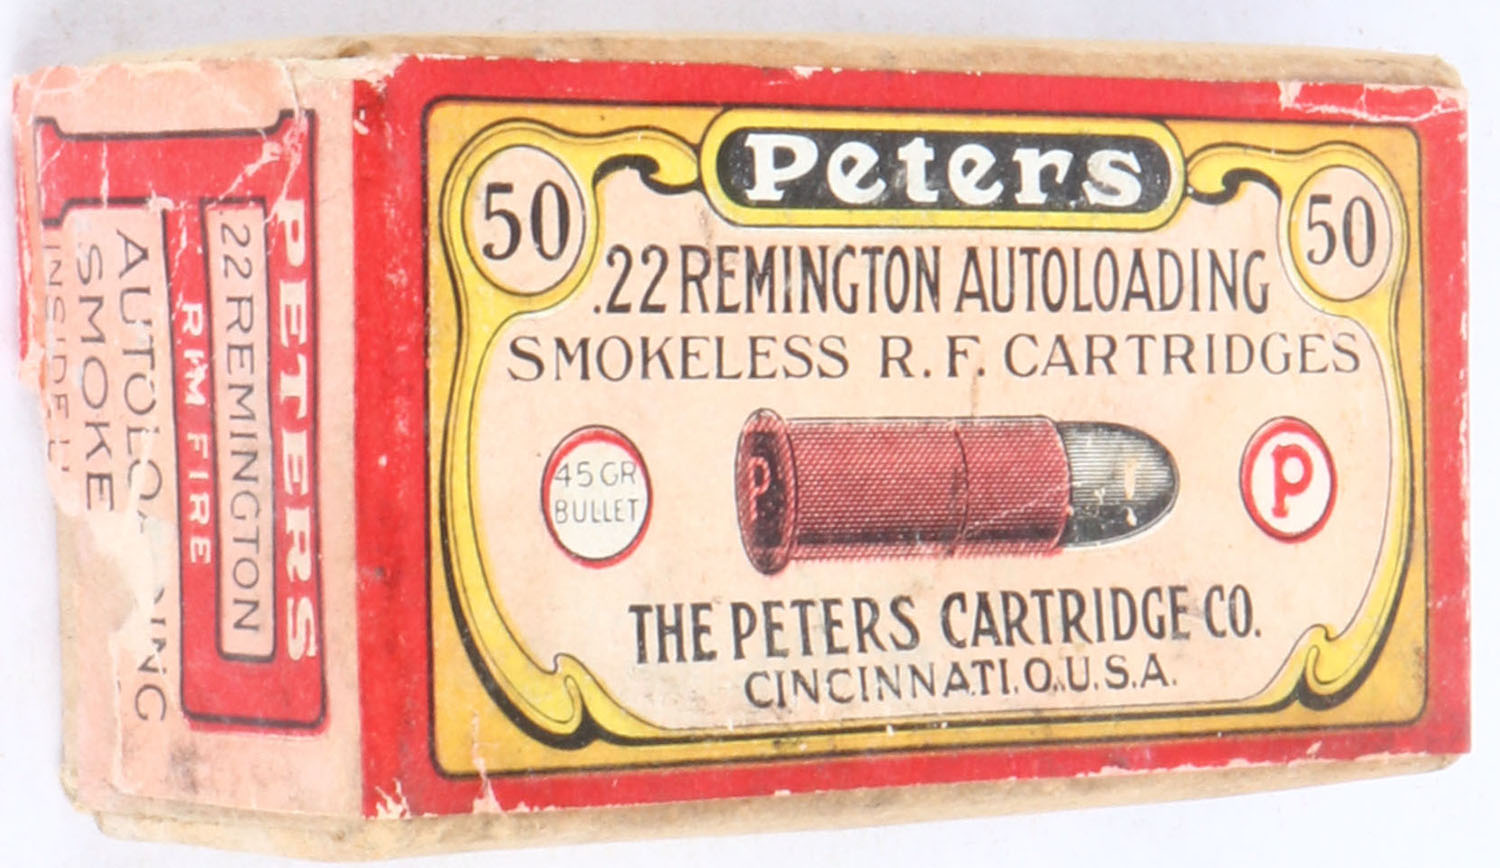 Peters
50
50
.22 REMINGTON AUTOLOADING
SMOKELESS R.F. CARTRIDGES
45 GR
BULLET
P
P
THE PETERS CARTRIDGE CO.
CINCINNATI.O.U.S.A.
PETERS
.22 REMINGTON
RIM FIRE
SMOKE